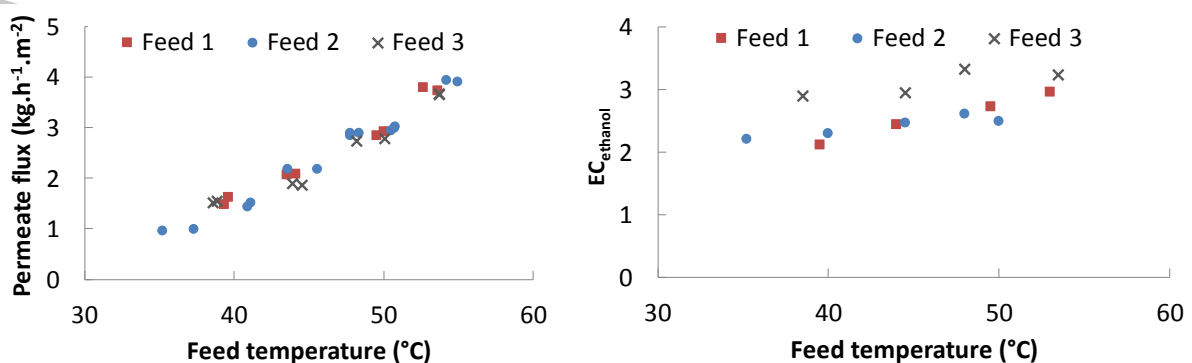 5
4
3
2
1
0
Permeate flux (kg.h⁻¹.m⁻²)
Feed 1 Feed 2 Feed 3
30 40 50 60
Feed temperature (°C)
4
3
2
1
0
EC_ethanol
Feed 1 Feed 2 Feed 3
30 40 50 60
Feed temperature (°C)